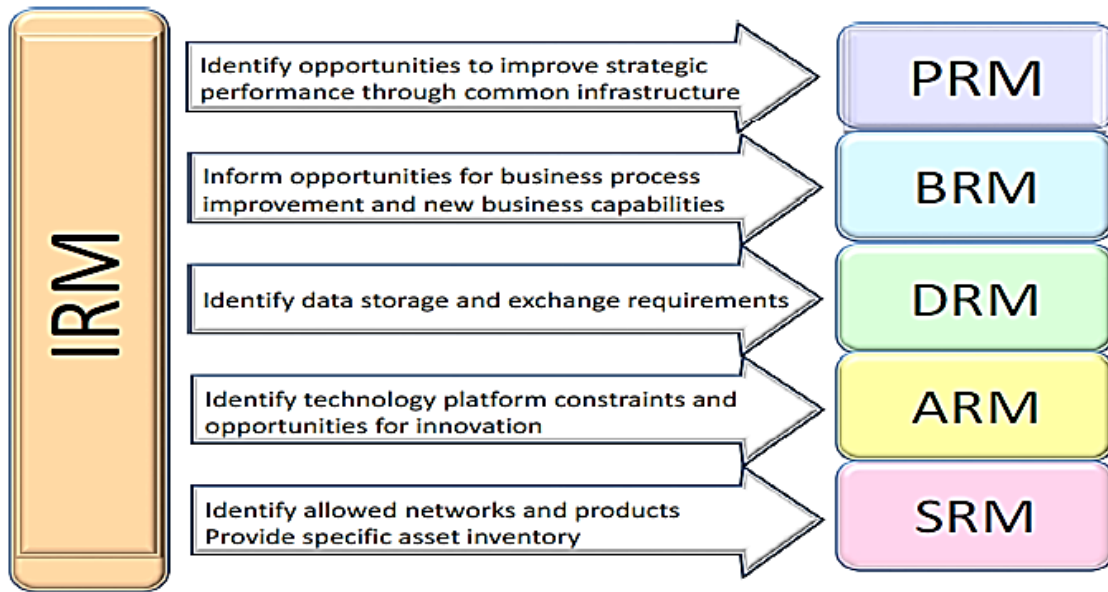 IRM
Identify opportunities to improve strategic
performance through common infrastructure
PRM
Inform opportunities for business process
improvement and new business capabilities
BRM
Identify data storage and exchange requirements
DRM
Identify technology platform constraints and
opportunities for innovation
ARM
Identify allowed networks and products
Provide specific asset inventory
SRM